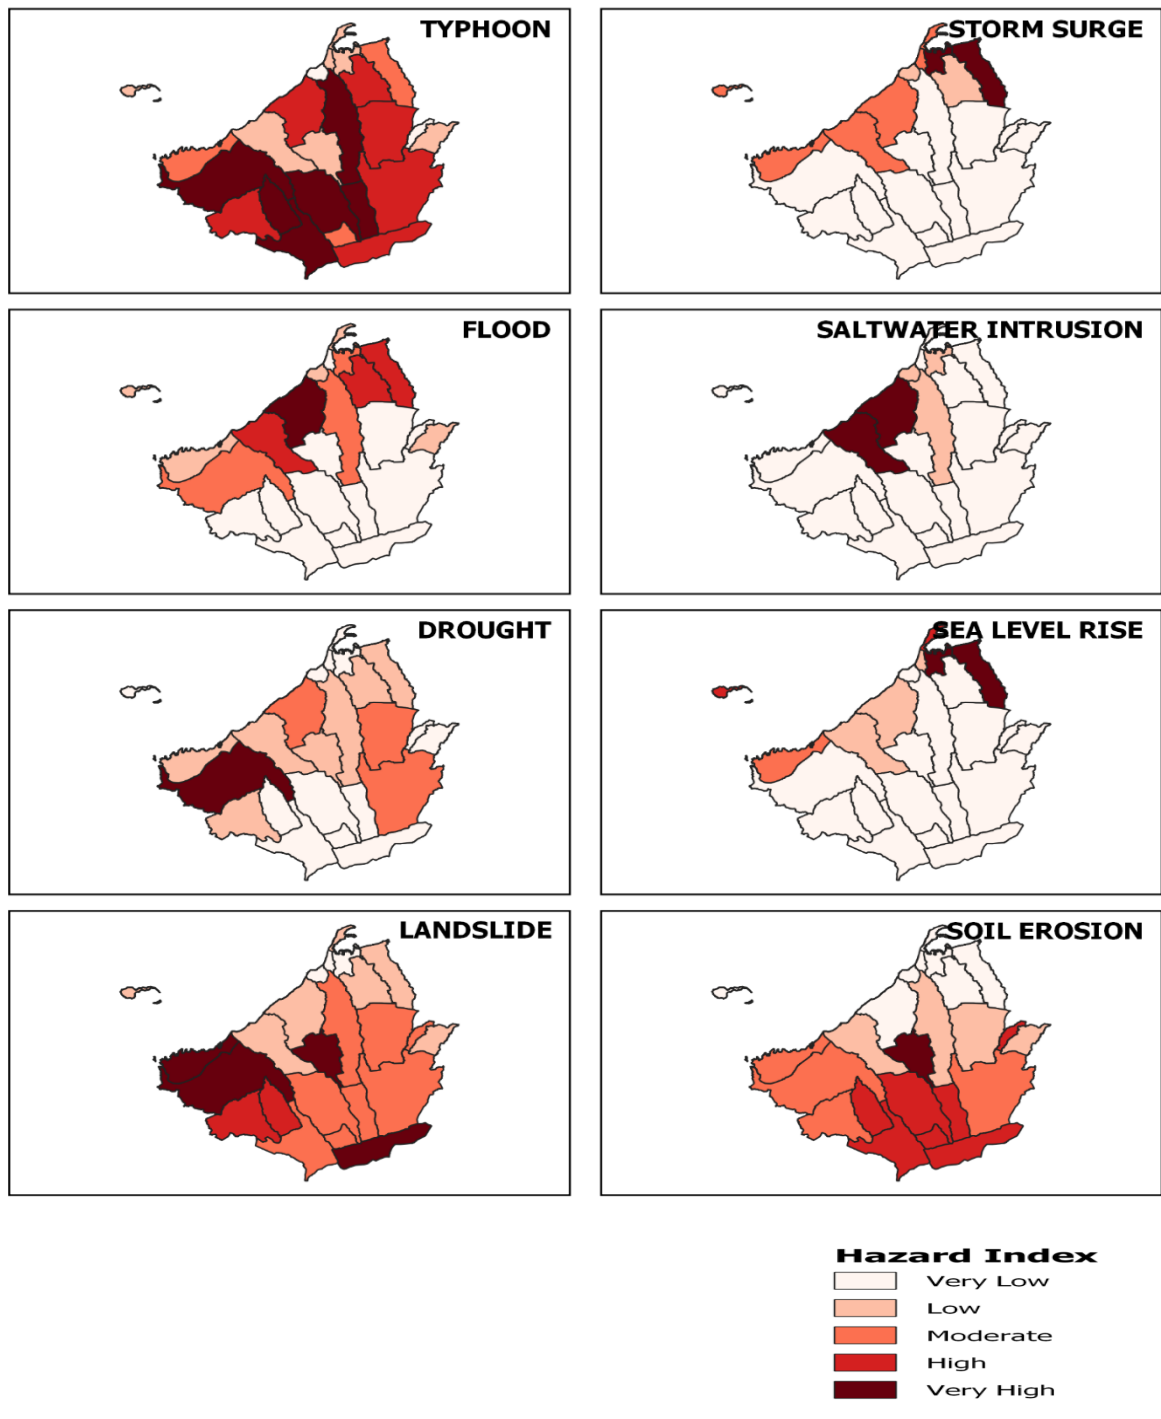 TYPHOON
STORM SURGE
FLOOD
SALTWATER INTRUSION
DROUGHT
SEA LEVEL RISE
LANDSLIDE
SOIL EROSION
Hazard Index
Very Low
Low
Moderate
High
Very High